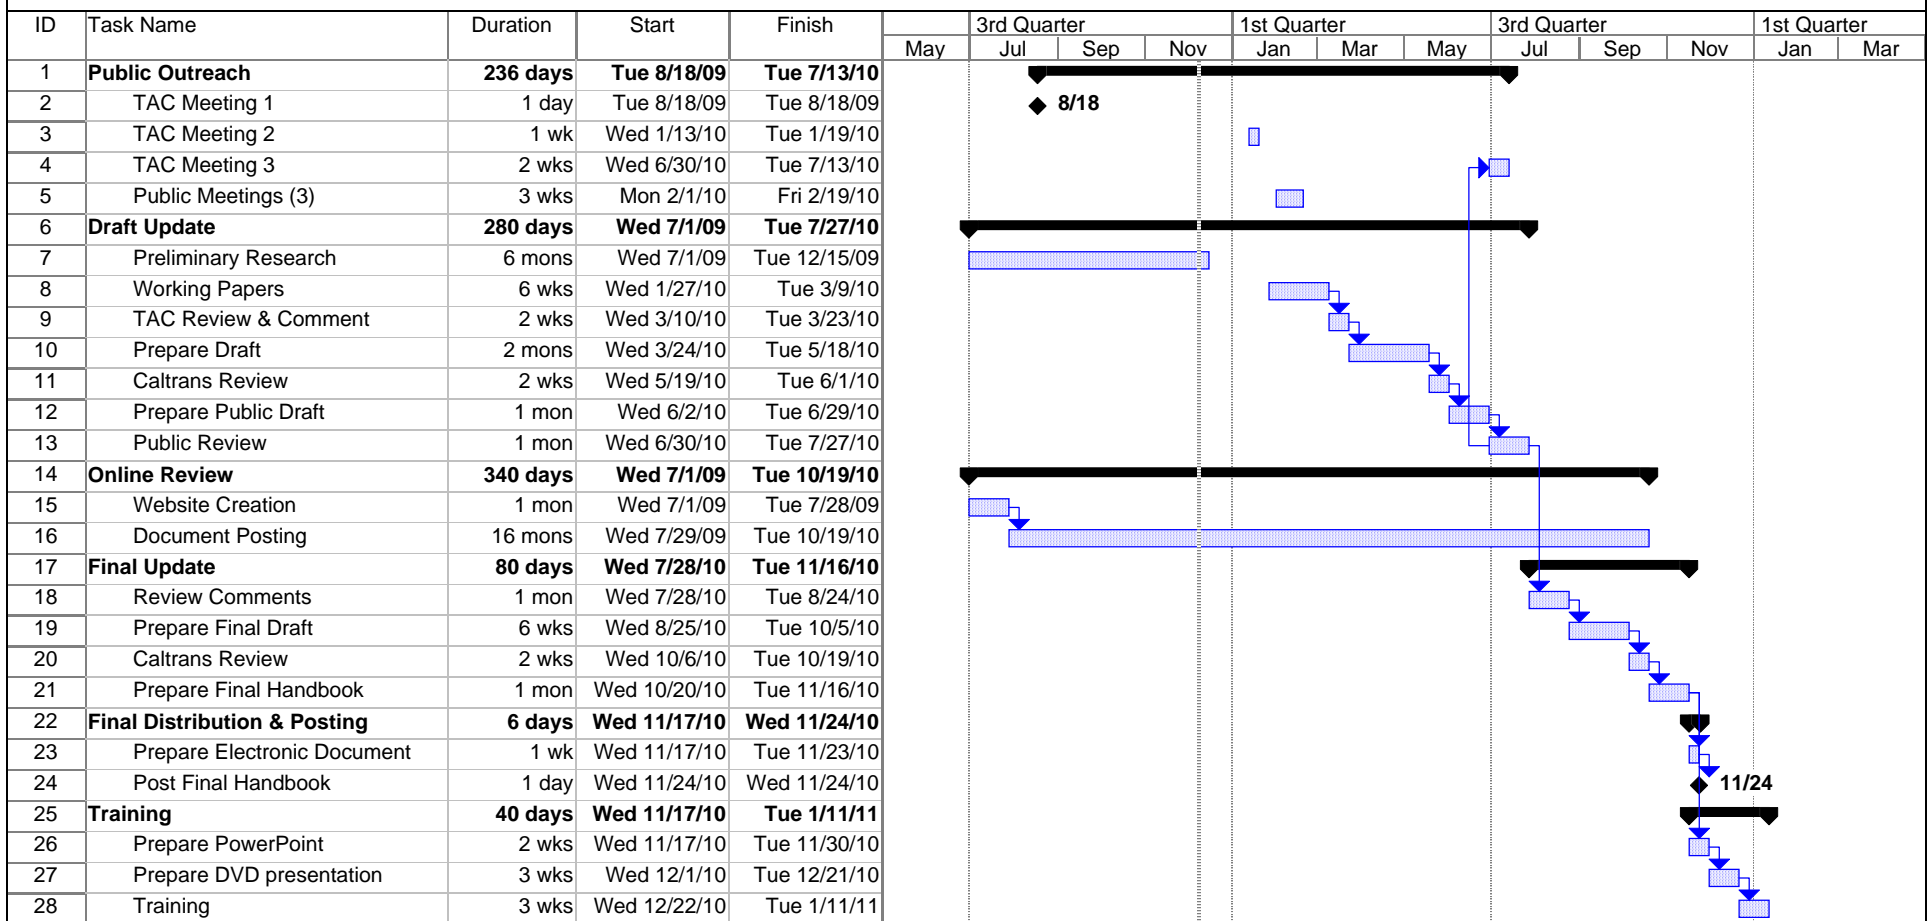 ID Task Name Duration Start Finish 3rd Quarter 1st Quarter 3rd Quarter 1st Quarter
May Jul Sep Nov Jan Mar May Jul Sep Nov Jan Mar
1 Public Outreach 236 days Tue 8/18/09 Tue 7/13/10
2 TAC Meeting 1 1 day Tue 8/18/09 Tue 8/18/09 8/18
3 TAC Meeting 2 1 wk Wed 1/13/10 Tue 1/19/10
4 TAC Meeting 3 2 wks Wed 6/30/10 Tue 7/13/10
5 Public Meetings (3) 3 wks Mon 2/1/10 Fri 2/19/10
6 Draft Update 280 days Wed 7/1/09 Tue 7/27/10
7 Preliminary Research 6 mons Wed 7/1/09 Tue 12/15/09
8 Working Papers 6 wks Wed 1/27/10 Tue 3/9/10
9 TAC Review & Comment 2 wks Wed 3/10/10 Tue 3/23/10
10 Prepare Draft 2 mons Wed 3/24/10 Tue 5/18/10
11 Caltrans Review 2 wks Wed 5/19/10 Tue 6/1/10
12 Prepare Public Draft 1 mon Wed 6/2/10 Tue 6/29/10
13 Public Review 1 mon Wed 6/30/10 Tue 7/27/10
14 Online Review 340 days Wed 7/1/09 Tue 10/19/10
15 Website Creation 1 mon Wed 7/1/09 Tue 7/28/09
16 Document Posting 16 mons Wed 7/29/09 Tue 10/19/10
17 Final Update 80 days Wed 7/28/10 Tue 11/16/10
18 Review Comments 1 mon Wed 7/28/10 Tue 8/24/10
19 Prepare Final Draft 6 wks Wed 8/25/10 Tue 10/5/10
20 Caltrans Review 2 wks Wed 10/6/10 Tue 10/19/10
21 Prepare Final Handbook 1 mon Wed 10/20/10 Tue 11/16/10
22 Final Distribution & Posting 6 days Wed 11/17/10 Wed 11/24/10
23 Prepare Electronic Document 1 wk Wed 11/17/10 Tue 11/23/10
24 Post Final Handbook 1 day Wed 11/24/10 Wed 11/24/10 11/24
25 Training 40 days Wed 11/17/10 Tue 1/11/11
26 Prepare PowerPoint 2 wks Wed 11/17/10 Tue 11/30/10
27 Prepare DVD presentation 3 wks Wed 12/1/10 Tue 12/21/10
28 Training 3 wks Wed 12/22/10 Tue 1/11/11